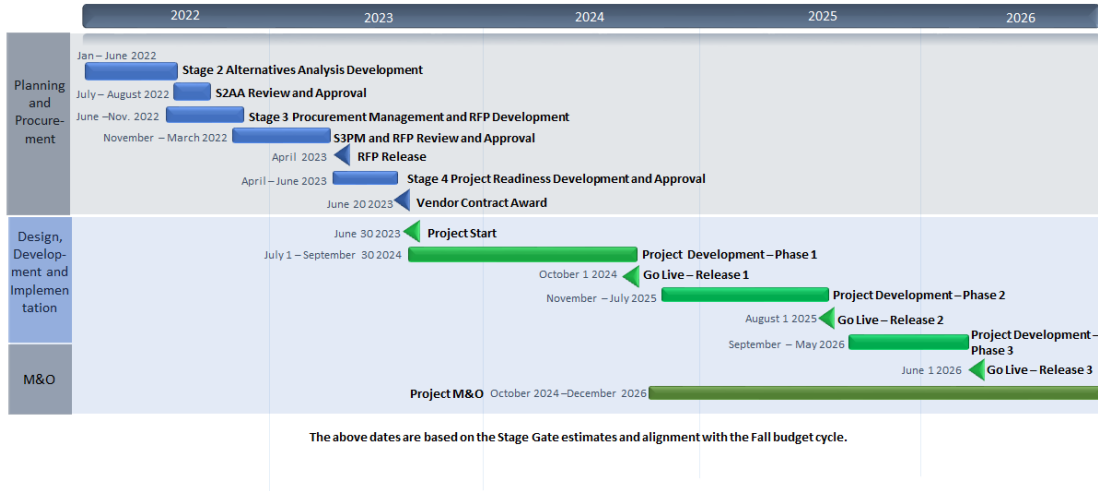 2022 2023 2024 2025 2026
Planning
and
Procure-
ment
Jan – June 2022
Stage 2 Alternatives Analysis Development
July – August 2022 S2AA Review and Approval
June –Nov. 2022 Stage 3 Procurement Management and RFP Development
November – March 2022 S3PM and RFP Review and Approval
April 2023 RFP Release
April – June 2023 Stage 4 Project Readiness Development and Approval
June 20 2023 Vendor Contract Award
Design,
Develop-
ment and
Implemen
tation
June 30 2023 Project Start
July 1 – September 30 2024 Project Development – Phase 1
October 1 2024 Go Live – Release 1
November – July 2025 Project Development – Phase 2
August 1 2025 Go Live – Release 2
September – May 2026 Project Development –
Phase 3
M&O
June 1 2026 Go Live – Release 3
Project M&O October 2024 –December 2026
The above dates are based on the Stage Gate estimates and alignment with the Fall budget cycle.